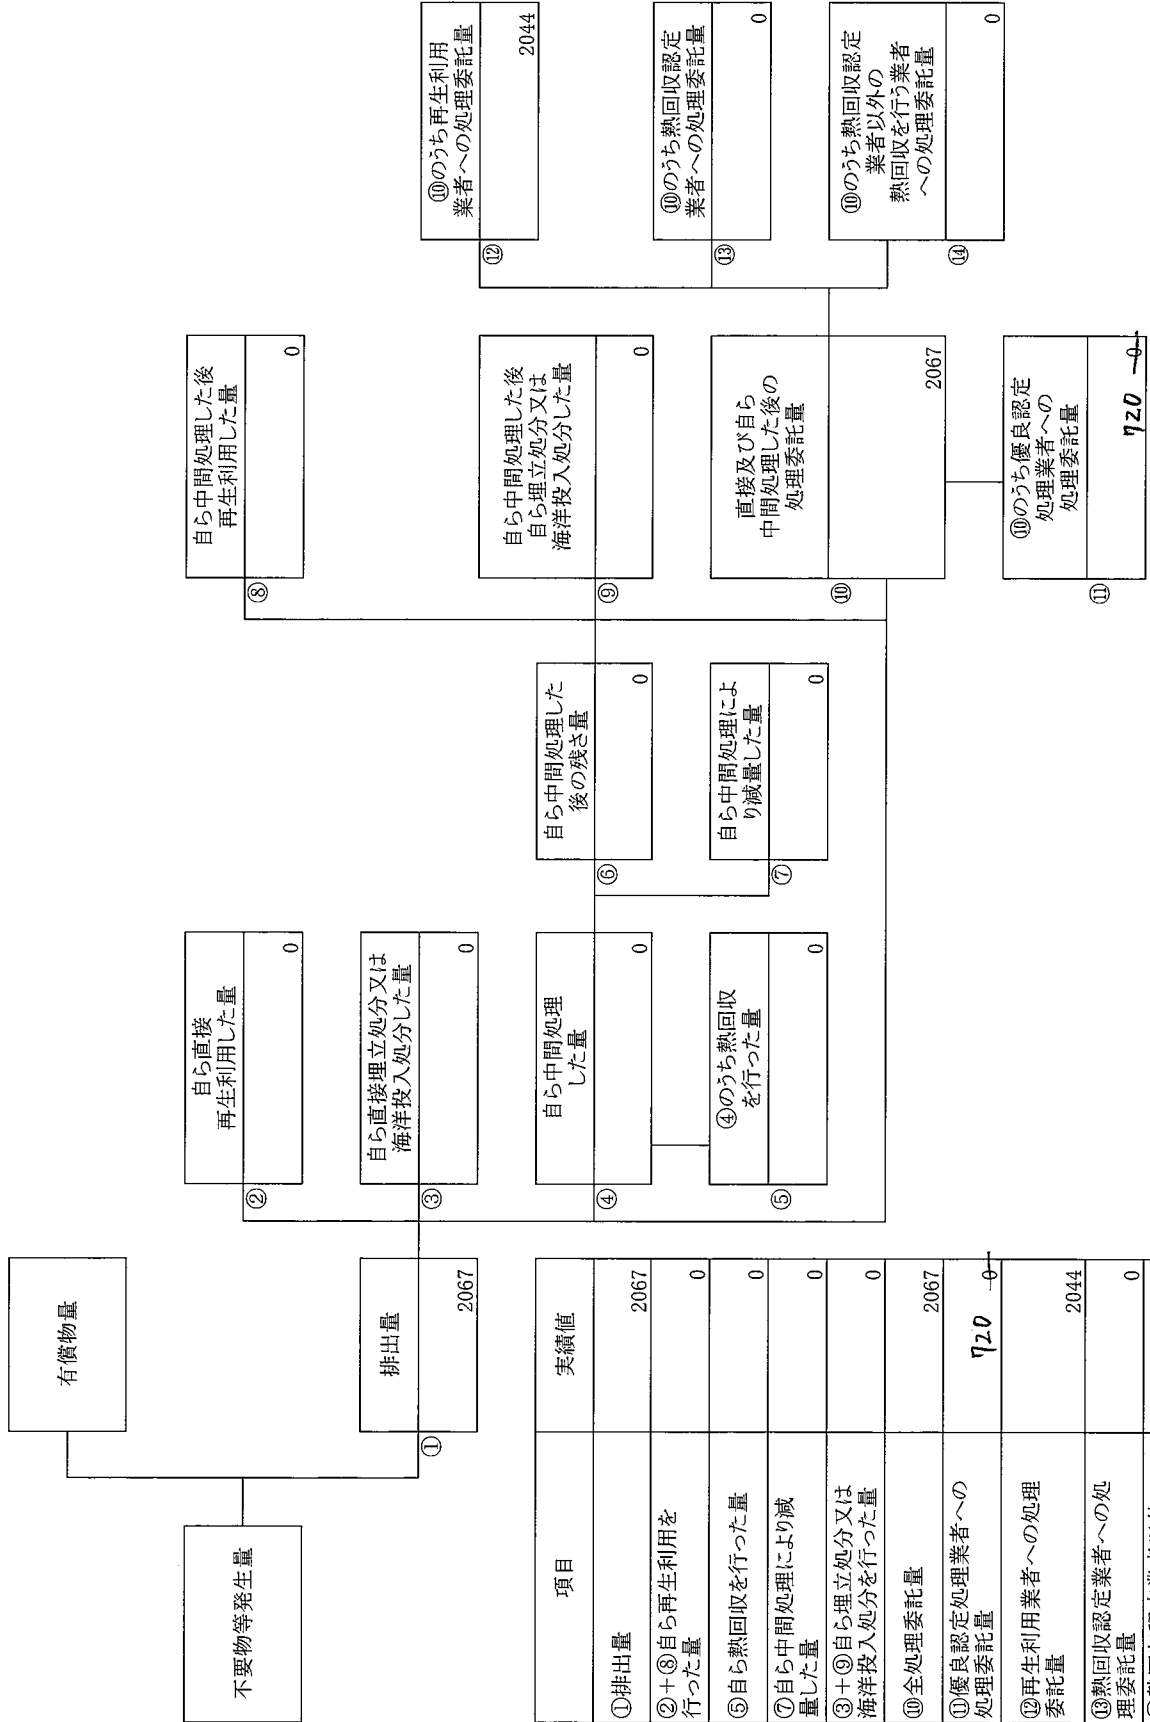 不要物等発生量
有償物量
①
排出量
2067
②
自ら直接
再生利用した量
0
③
自ら直接埋立処分又は
海洋投入処分した量
0
④
自ら中間処理
した量
0
⑤
④のうち熱回収
を行った量
0
⑥
自ら中間処理した
後の残さ量
0
⑦
自ら中間処理によ
り減量した量
0
⑧
自ら中間処理した後
再生利用した量
0
⑨
自ら中間処理した後
自ら埋立処分又は
海洋投入処分した量
0
⑩
直接及び自ら
中間処理した後の
処理委託量
2067
⑪
⑩のうち優良認定
処理業者への
処理委託量
720 0
⑫
⑩のうち再生利用
業者への処理委託量
2044
⑬
⑩のうち熱回収認定
業者への処理委託量
0
⑭
⑩のうち熱回収認定
業者以外の
熱回収を行う業者
への処理委託量
0
項目 実績値
①排出量 2067
②+⑧自ら再生利用を
行った量 0
⑤自ら熱回収を行った量 0
⑦自ら中間処理により減
量した量 0
③+⑨自ら埋立処分又は
海洋投入処分を行った量 0
⑩全処理委託量 2067
⑪優良認定処理業者への
処理委託量 720 0
⑫再生利用業者への処理
委託量 2044
⑬熱回収認定業者への処
理委託量 0